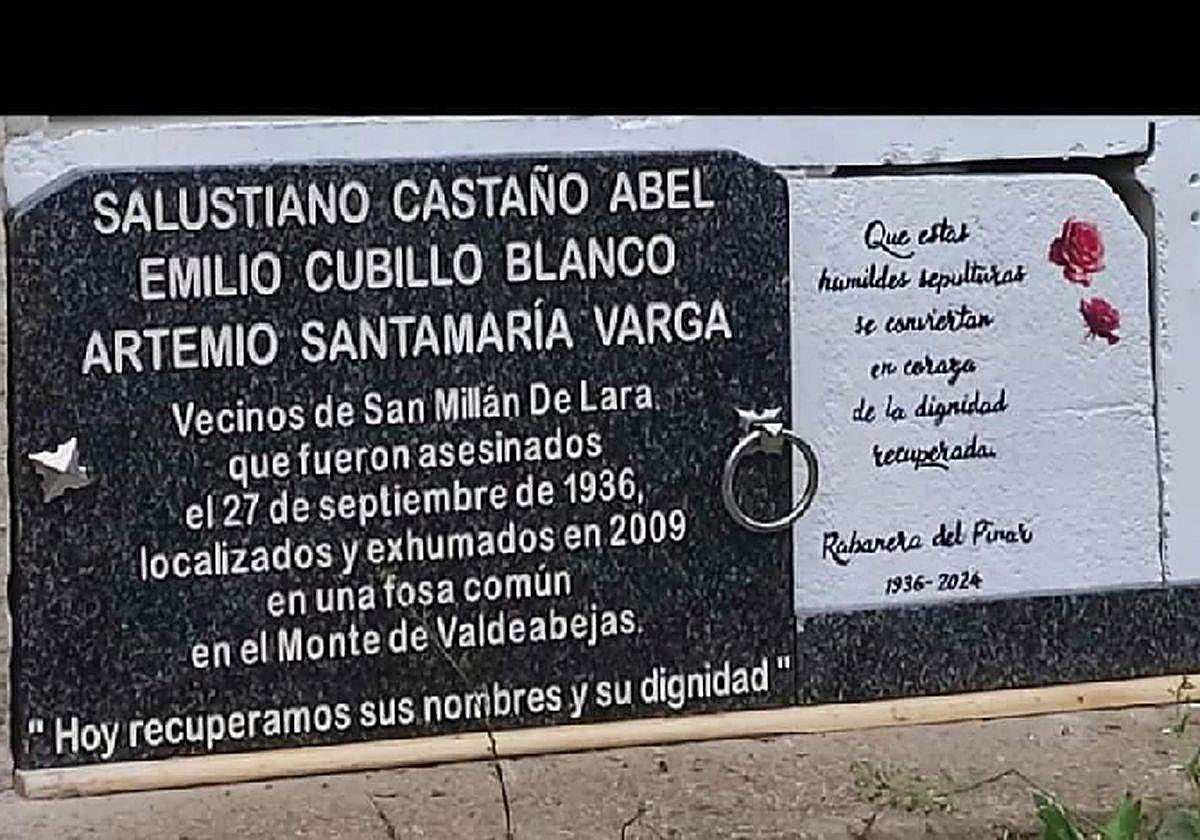 SALUSTIANO CASTAÑO ABEL
EMILIO CUBILLO BLANCO
ARTEMIO SANTAMARÍA VARGA
Vecinos de San Millán De Lara
que fueron asesinados
el 27 de septiembre de 1936,
localizados y exhumados en 2009
en una fosa común
en el Monte de Valdeabejas.
" Hoy recuperamos sus nombres y su dignidad "
Que estas
humildes sepulturas
se conviertan
en coraza
de la dignidad
recuperada.
Rabanera del Pinar
1936-2024